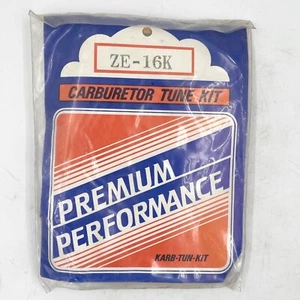 ZE-16K
CARBURETOR TUNE-KIT
PREMIUM
PERFORMANCE
KARB-TUN-KIT